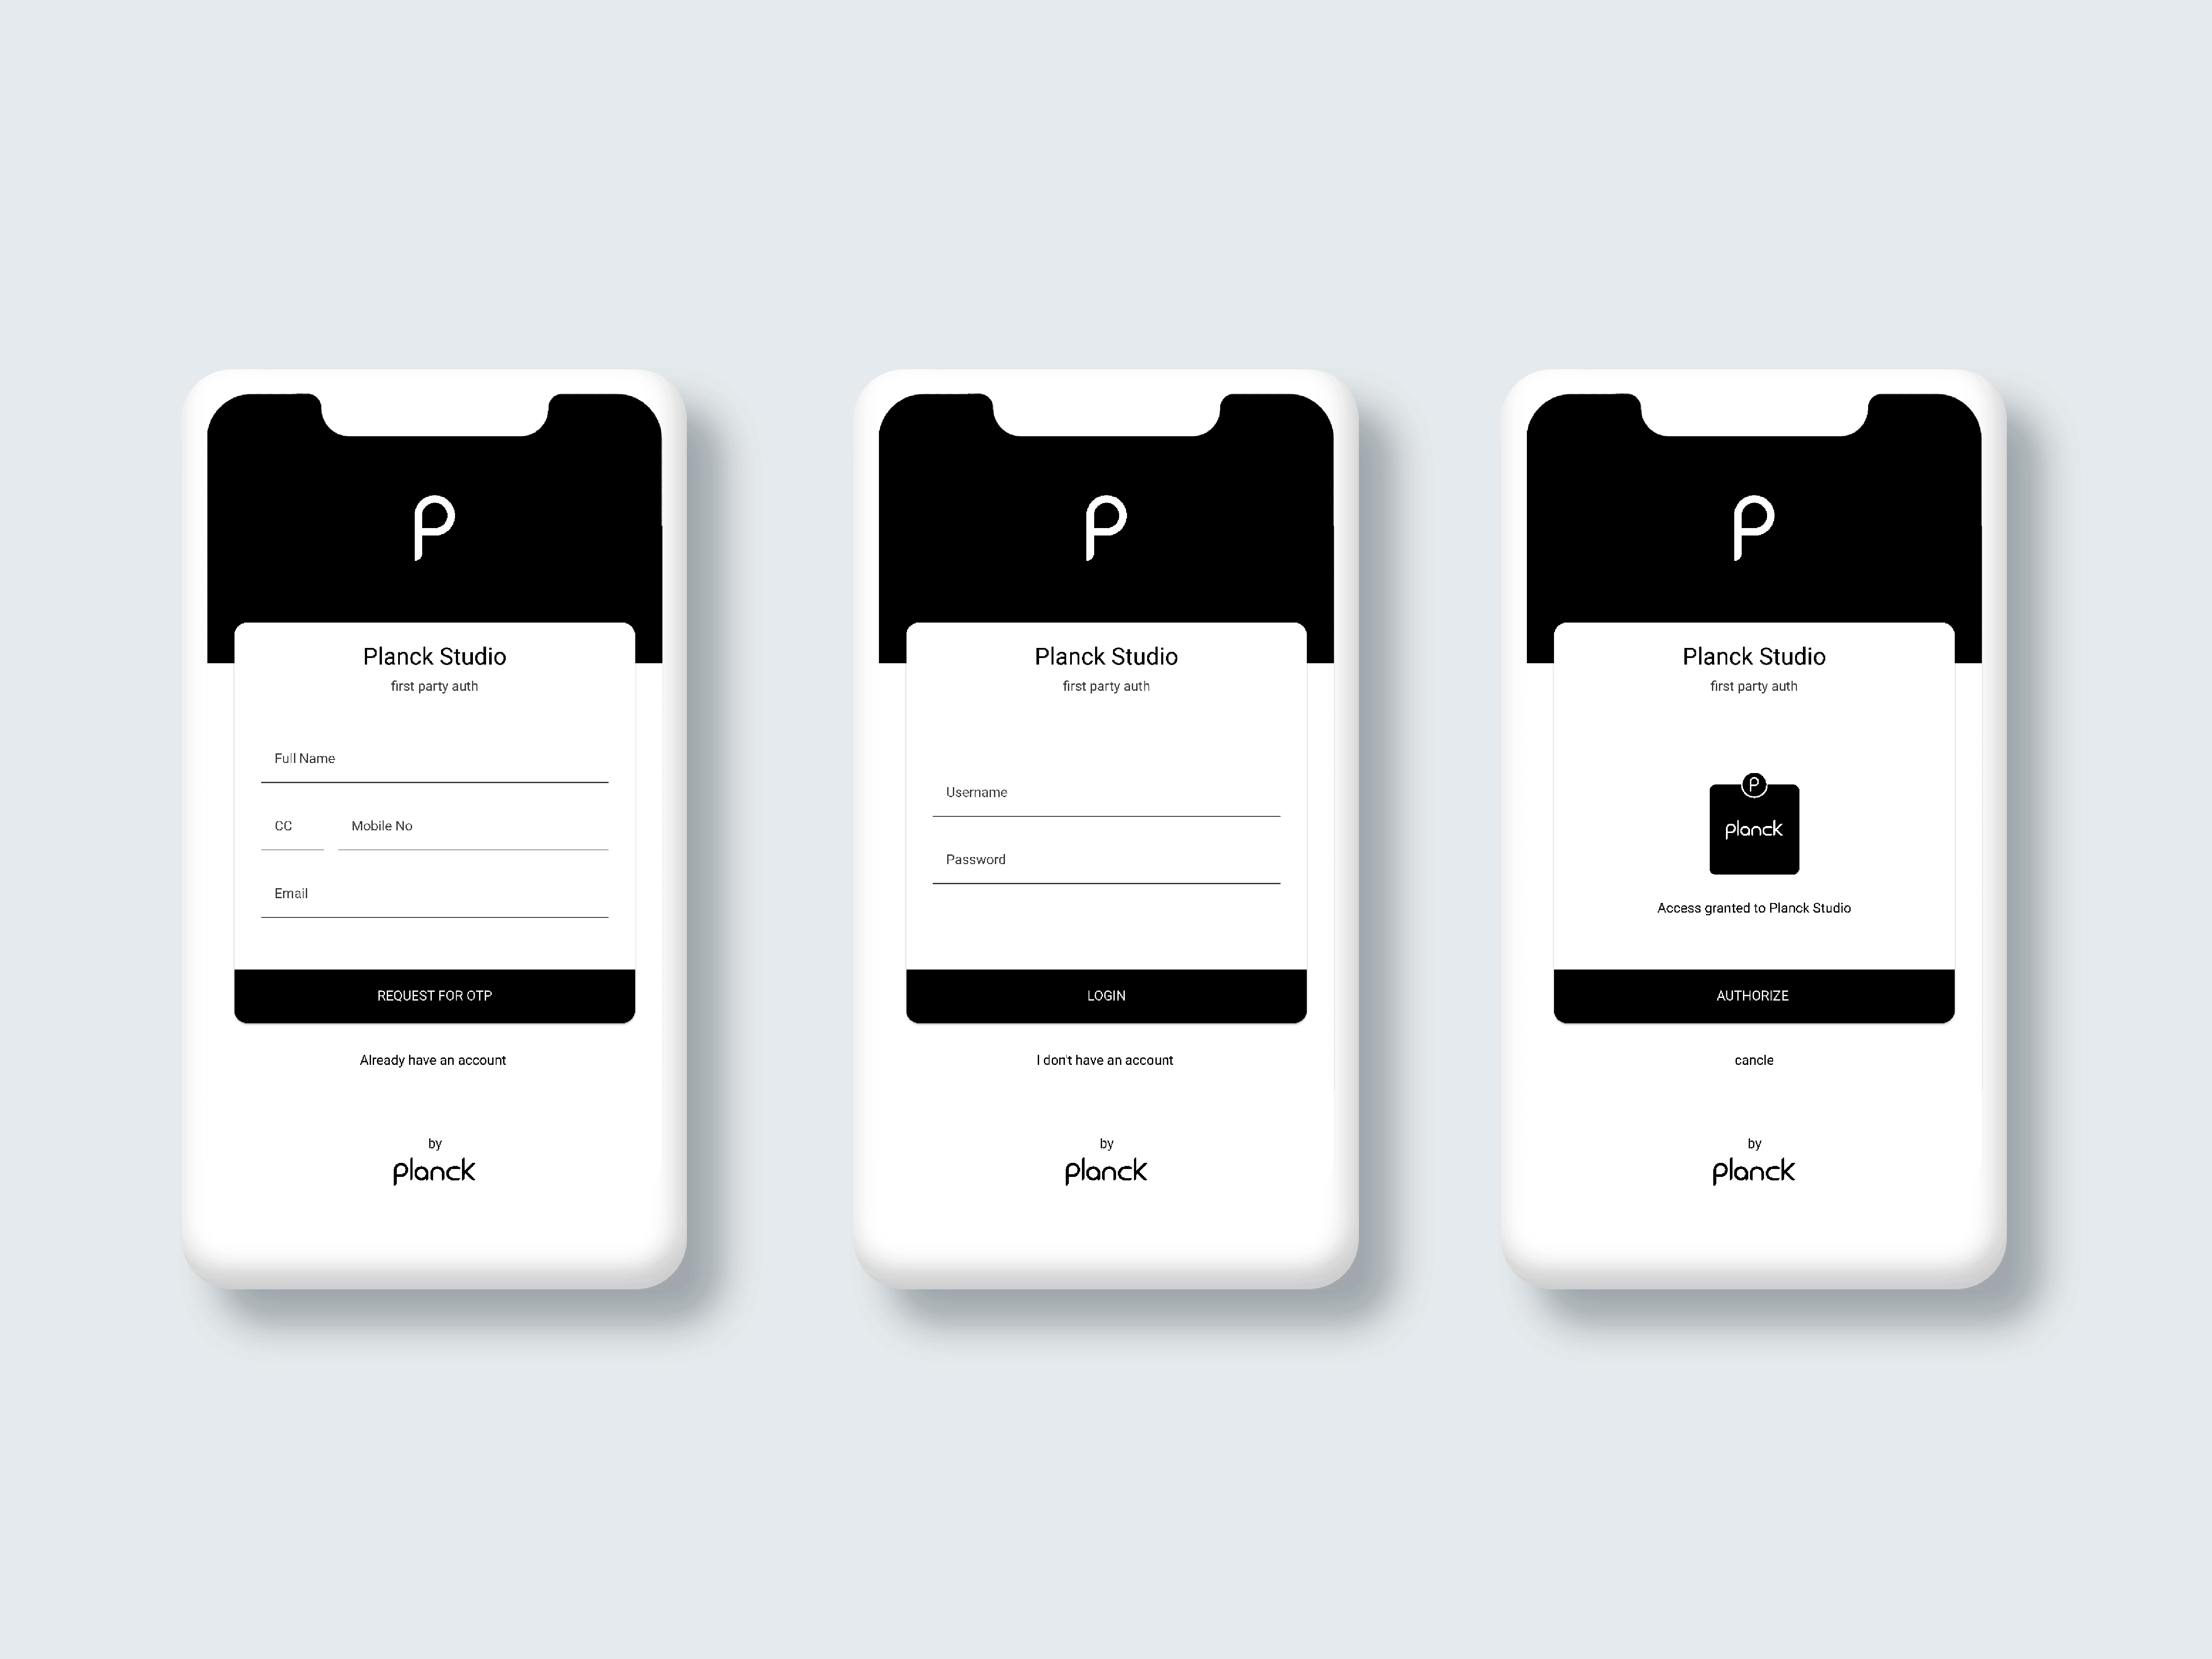 P
Planck Studio
first party auth
Full Name
CC Mobile No
Email
REQUEST FOR OTP
Already have an account
by
planck
P
Planck Studio
first party auth
Username
Password
LOGIN
I don't have an account
by
planck
P
Planck Studio
first party auth
P
planck
Access granted to Planck Studio
AUTHORIZE
cancle
by
planck